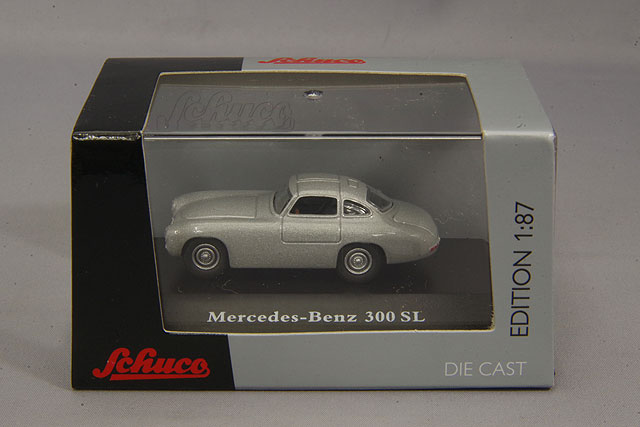 Schuco
Schuco
Mercedes-Benz 300 SL
EDITION 1:87
Schuco
DIE CAST